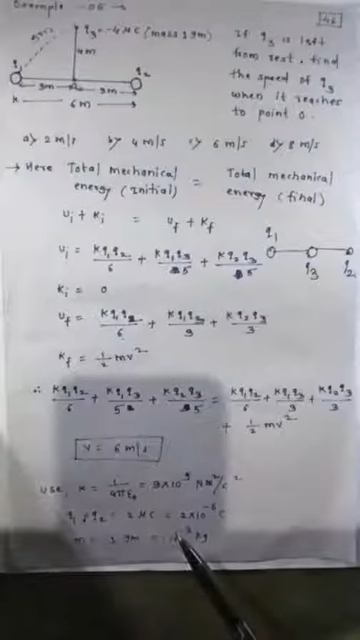 Example -06 →
46
q₃ = -4 μC (mass 1 gm)
4m
q₁
q₂
3m 3m
6m
If q₃ is left
from rest. find
the speed of q₃
when it reaches
to point O.
a) 2 m/s b) 4 m/s c) 6 m/s d) 8 m/s
→ Here Total mechanical energy (initial) = Total mechanical energy (final)
Ui + Ki = Uf + Kf
Ui = Kq₁q₂/6 + Kq₁q₃/5 + Kq₂q₃/5
q₁
q₃ q₂
Ki = 0
Uf = Kq₁q₂/6 + Kq₁q₃/3 + Kq₂q₃/3
Kf = 1/2 mv²
∴ Kq₁q₂/6 + Kq₁q₃/5 + Kq₂q₃/5 = Kq₁q₂/6 + Kq₁q₃/3 + Kq₂q₃/3
+ 1/2 mv²
V = 6 m/s
use, K = 1/4πε₀ = 9×10⁹ Nm²/c²
q₁ = 2 μC = 2×10⁻⁶ C
m = 1 gm = kg